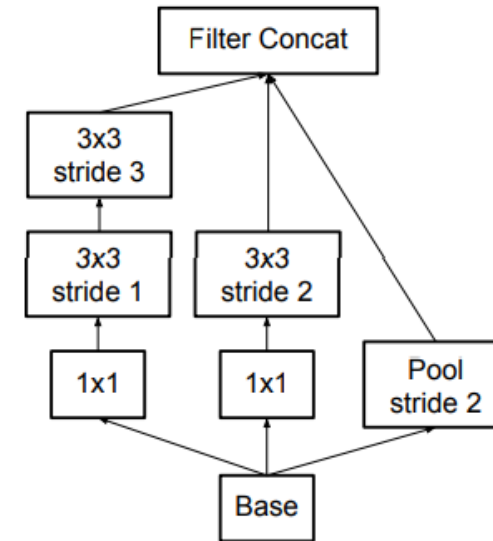 Filter Concat
3x3
stride 3
3x3
stride 1
3x3
stride 2
1x1
1x1
Pool
stride 2
Base